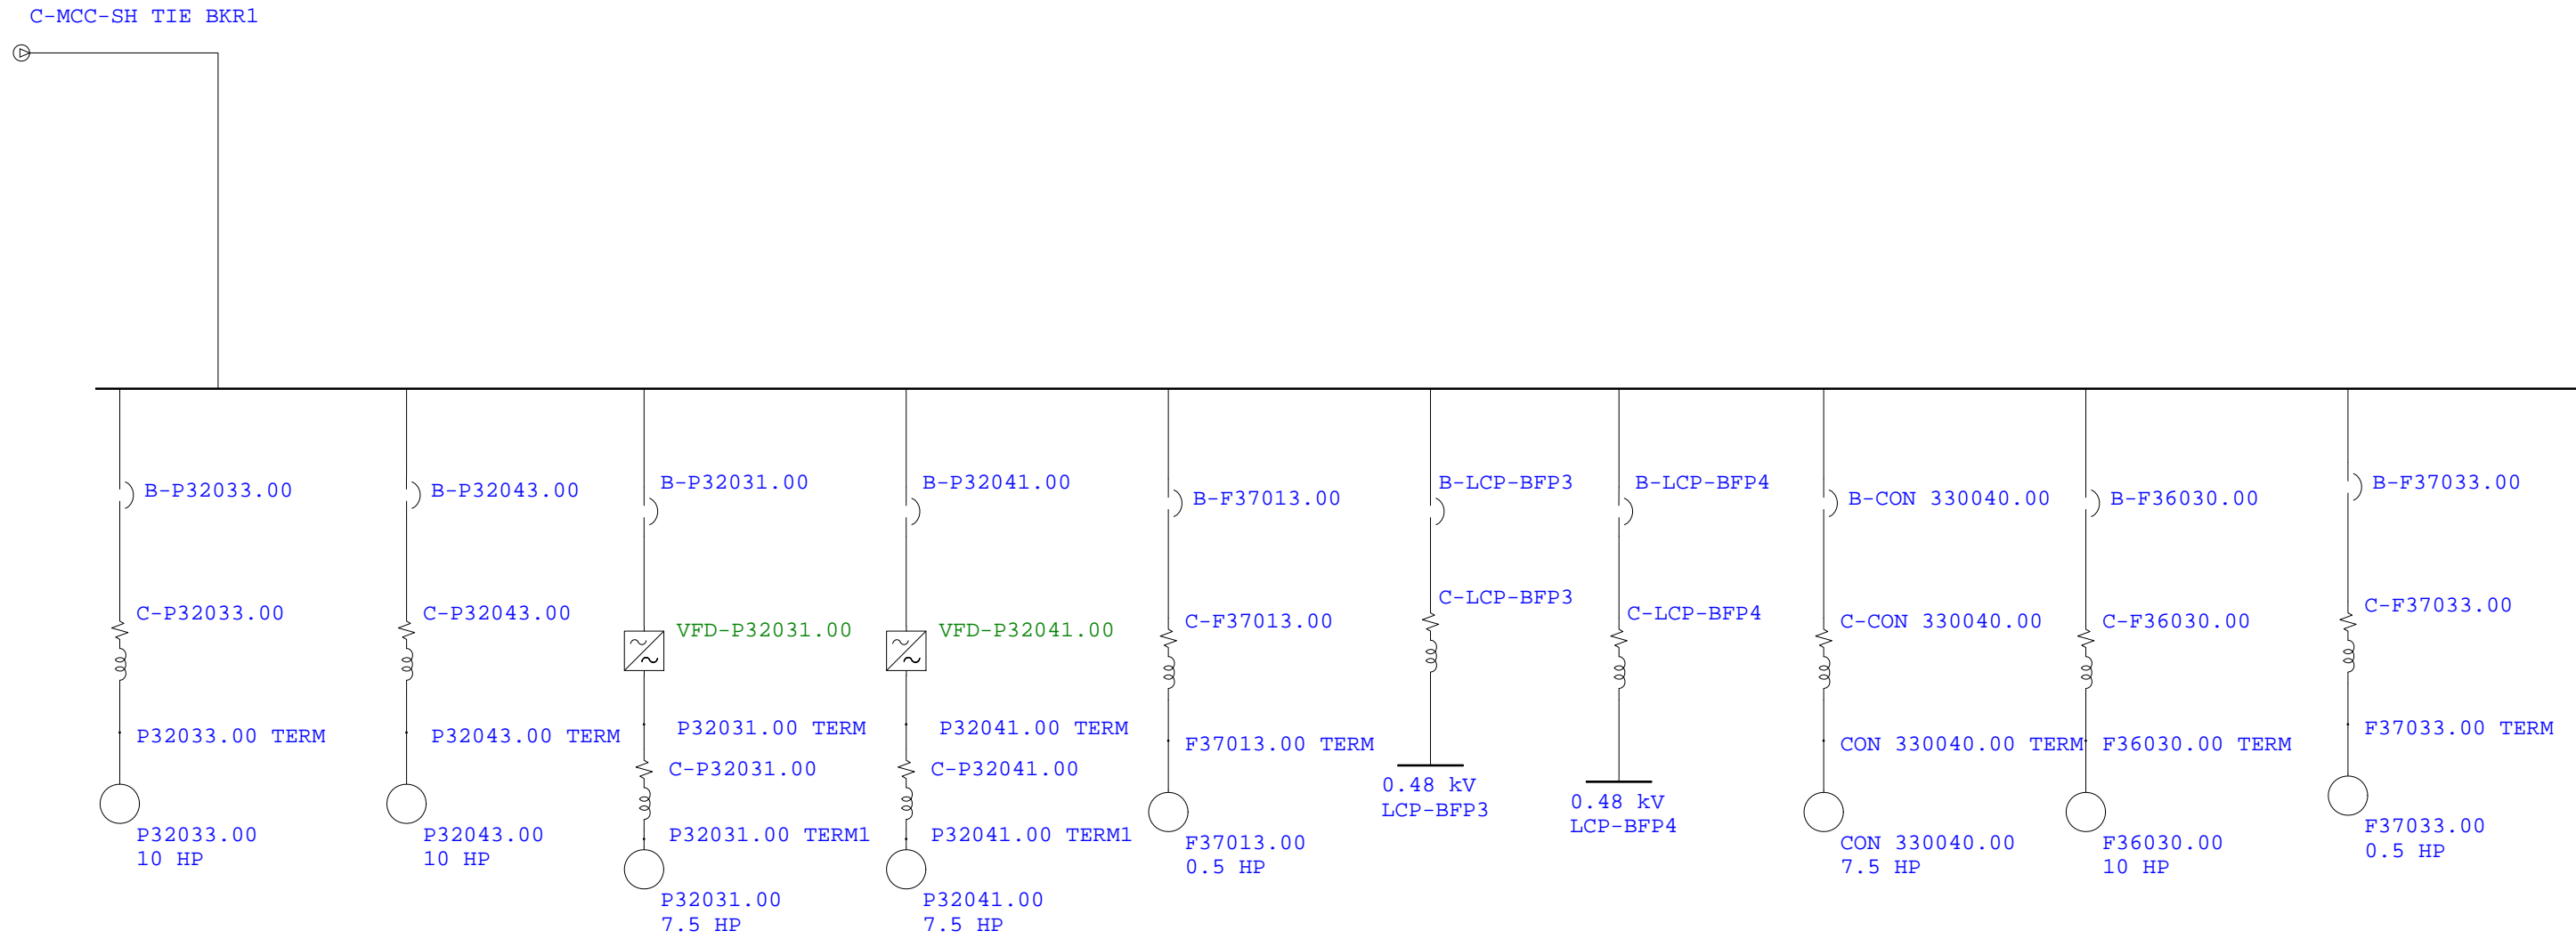 C-MCC-SH TIE BKR1
B-P32033.00
C-P32033.00
P32033.00 TERM
P32033.00
10 HP
B-P32043.00
C-P32043.00
P32043.00 TERM
P32043.00
10 HP
B-P32031.00
VFD-P32031.00
P32031.00 TERM
C-P32031.00
P32031.00 TERM1
P32031.00
7.5 HP
B-P32041.00
VFD-P32041.00
P32041.00 TERM
C-P32041.00
P32041.00 TERM1
P32041.00
7.5 HP
B-F37013.00
C-F37013.00
F37013.00 TERM
F37013.00
0.5 HP
B-LCP-BFP3
C-LCP-BFP3
0.48 kV
LCP-BFP3
B-LCP-BFP4
C-LCP-BFP4
0.48 kV
LCP-BFP4
B-CON 330040.00
C-CON 330040.00
CON 330040.00 TERM
CON 330040.00
7.5 HP
B-F36030.00
C-F36030.00
F36030.00 TERM
F36030.00
10 HP
B-F37033.00
C-F37033.00
F37033.00 TERM
F37033.00
0.5 HP